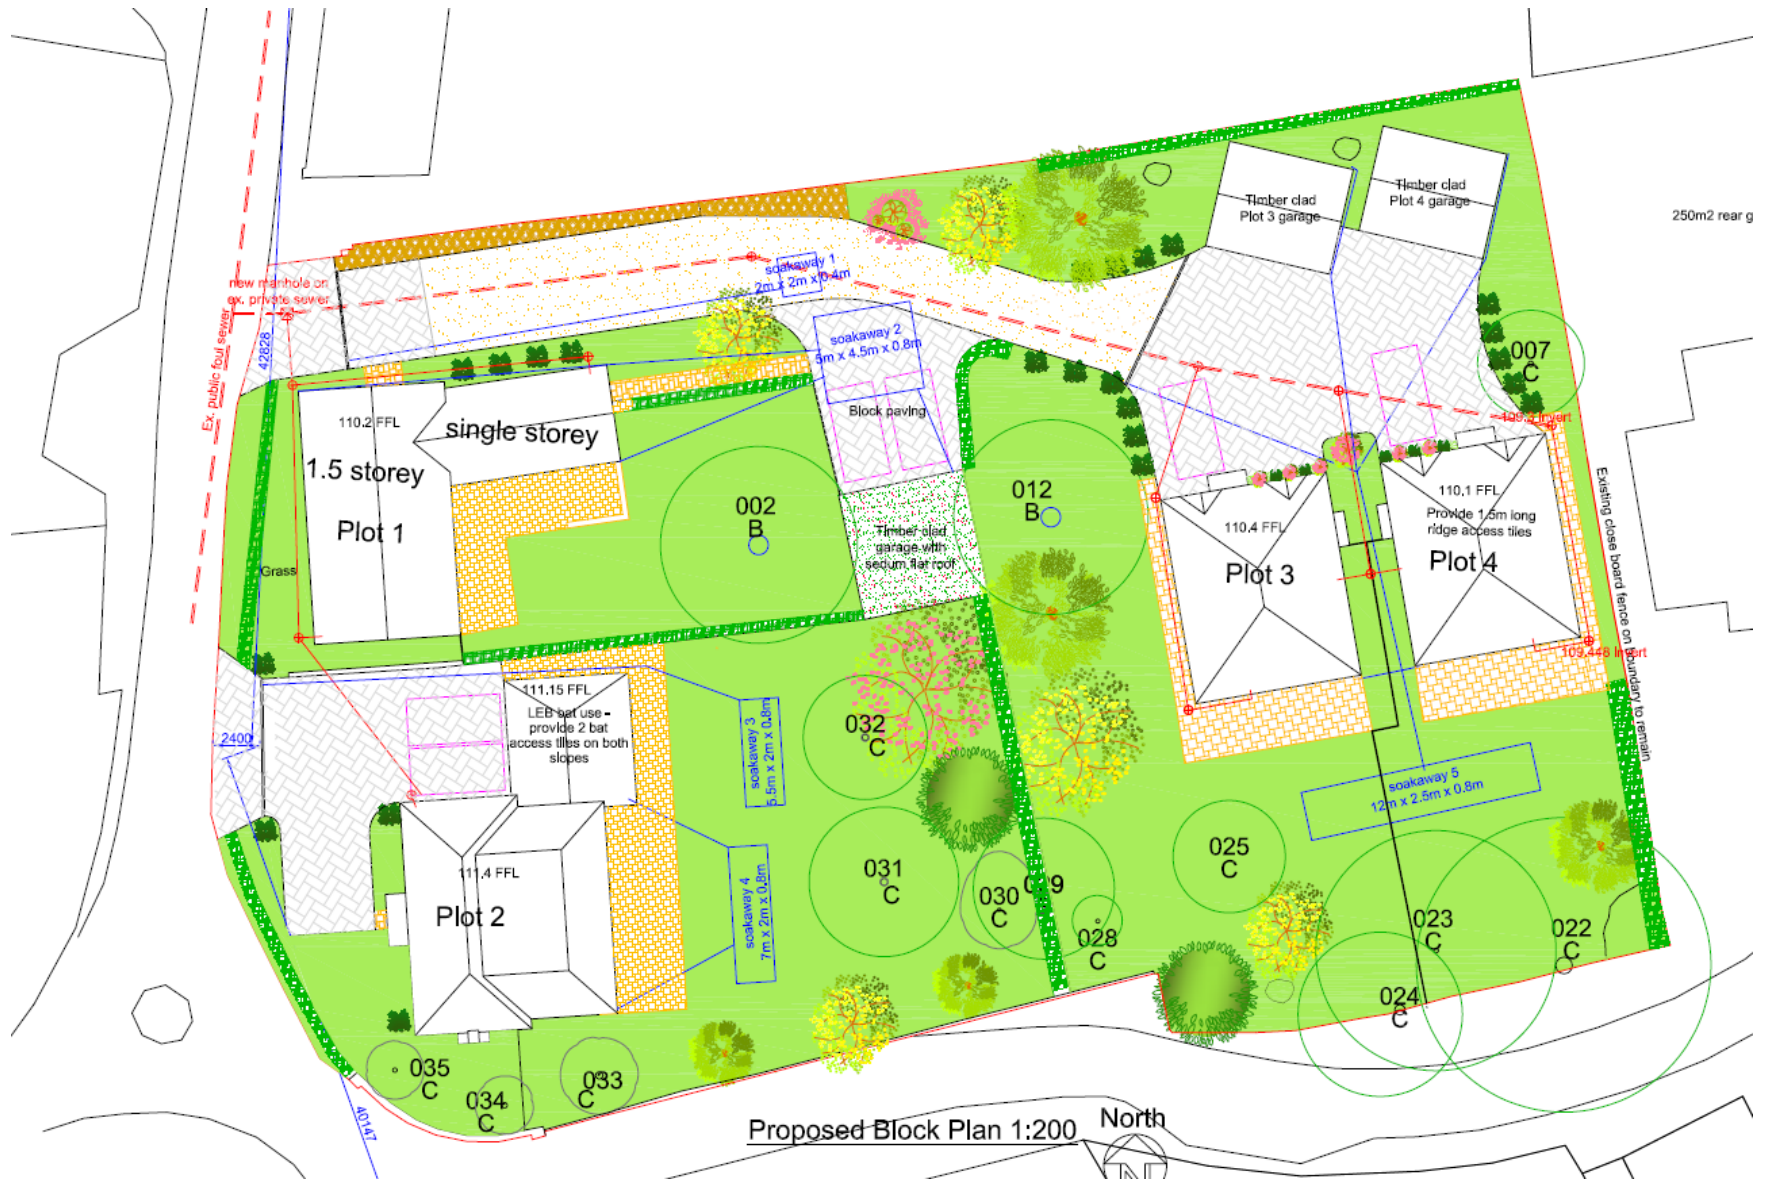 Timber clad
Plot 3 garage
Timber clad
Plot 4 garage
250m2 rear g
new manhole on
ex. private sewer
Ex. public foul sewer
42828
soakaway 1
2m x 2m x 0.4m
soakaway 2
5m x 4.5m x 0.8m
Block paving
007
C
109.3 Invert
110.2 FFL
single storey
1.5 storey
Plot 1
Grass
002
B
012
B
Timber clad
garage with
sedum flat roof
110.4 FFL
Plot 3
110.1 FFL
Provide 1.5m long
ridge access tiles
Plot 4
Existing close board fence on boundary to remain
109.448 Invert
111.15 FFL
LEB bat use -
provide 2 bat
access tiles on both
slopes
2400
soakaway 3
5.5m x 2m x 0.8m
032
C
soakaway 5
12m x 2.5m x 0.8m
111.4 FFL
Plot 2
soakaway 4
7m x 2m x 0.8m
031
C
030
C
028
C
025
C
023
C
022
C
024
C
035
C
034
C
033
C
40147
Proposed Block Plan 1:200
North
N